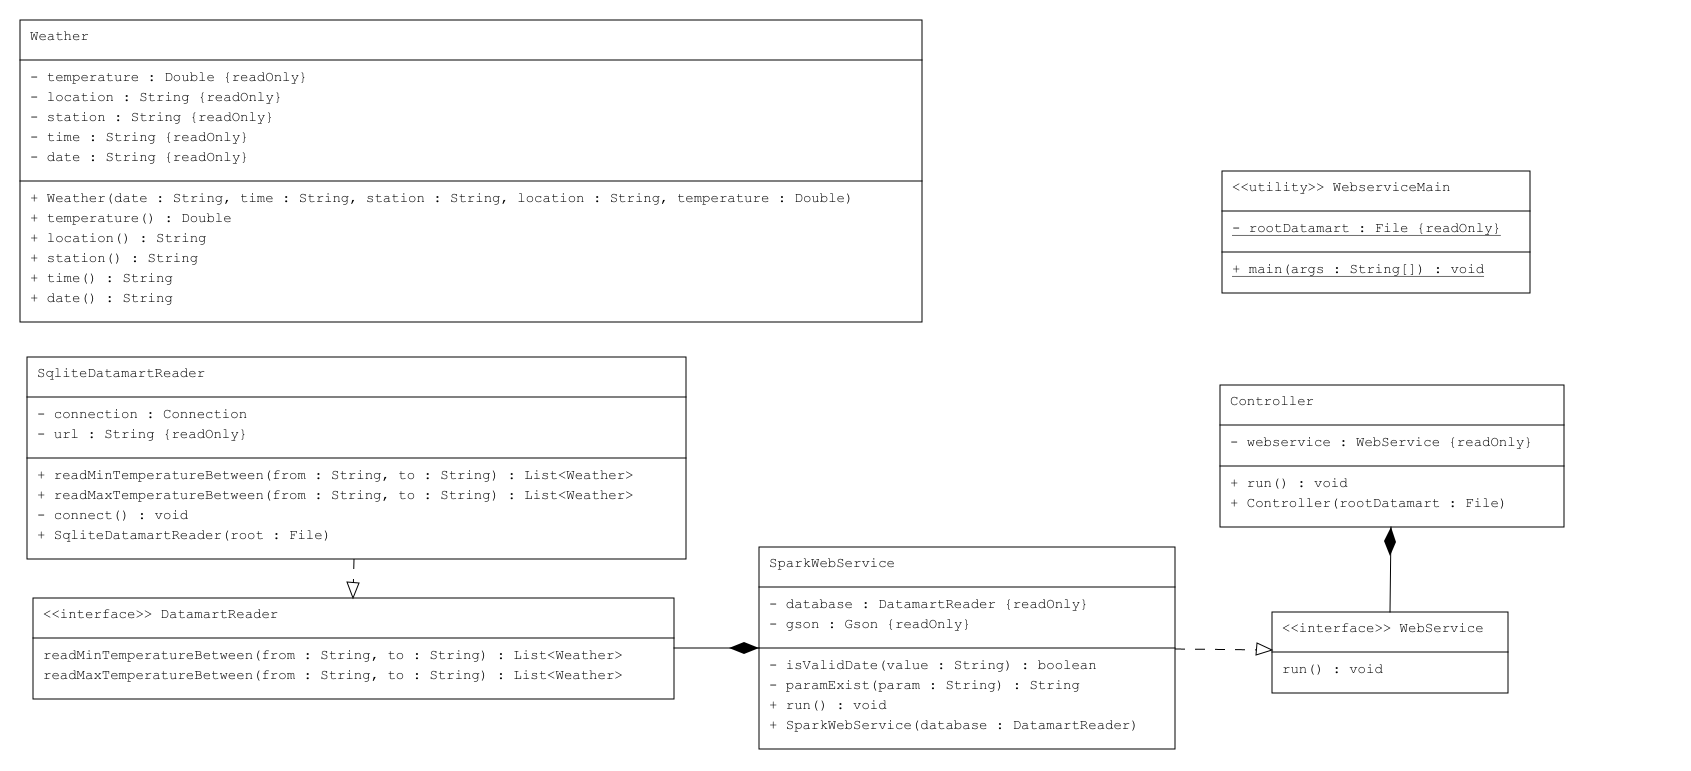 Weather
- temperature : Double {readOnly}
- location : String {readOnly}
- station : String {readOnly}
- time : String {readOnly}
- date : String {readOnly}
+ Weather(date : String, time : String, station : String, location : String, temperature : Double)
+ temperature() : Double
+ location() : String
+ station() : String
+ time() : String
+ date() : String
<<utility>> WebserviceMain
- rootDatamart : File {readOnly}
+ main(args : String[]) : void
SqliteDatamartReader
- connection : Connection
- url : String {readOnly}
+ readMinTemperatureBetween(from : String, to : String) : List<Weather>
+ readMaxTemperatureBetween(from : String, to : String) : List<Weather>
- connect() : void
+ SqliteDatamartReader(root : File)
Controller
- webservice : WebService {readOnly}
+ run() : void
+ Controller(rootDatamart : File)
<<interface>> DatamartReader
readMinTemperatureBetween(from : String, to : String) : List<Weather>
readMaxTemperatureBetween(from : String, to : String) : List<Weather>
SparkWebService
- database : DatamartReader {readOnly}
- gson : Gson {readOnly}
- isValidDate(value : String) : boolean
- paramExist(param : String) : String
+ run() : void
+ SparkWebService(database : DatamartReader)
<<interface>> WebService
run() : void